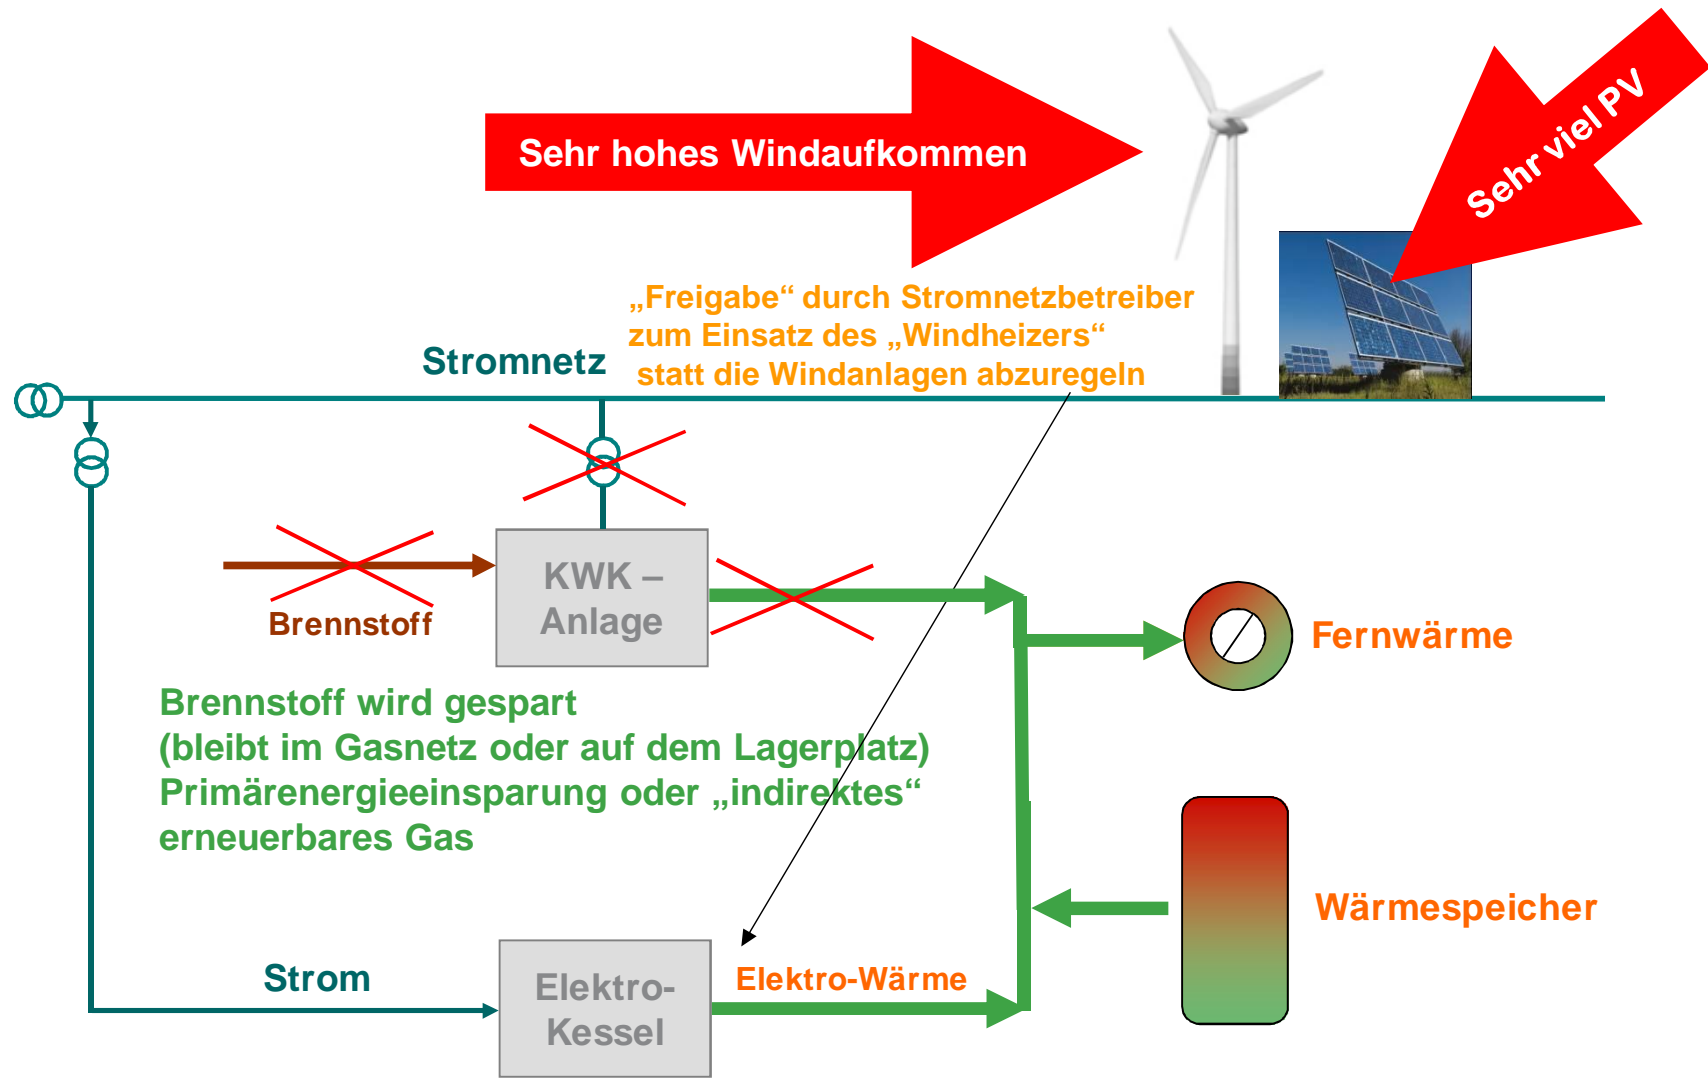 Sehr hohes Windaufkommen
Sehr viel PV
„Freigabe“ durch Stromnetzbetreiber
zum Einsatz des „Windheizers“
statt die Windanlagen abzuregeln
Stromnetz
KWK –
Anlage
Brennstoff
Fernwärme
Brennstoff wird gespart
(bleibt im Gasnetz oder auf dem Lagerplatz)
Primärenergieeinsparung oder „indirektes“
erneuerbares Gas
Wärmespeicher
Strom
Elektro-
Kessel
Elektro-Wärme